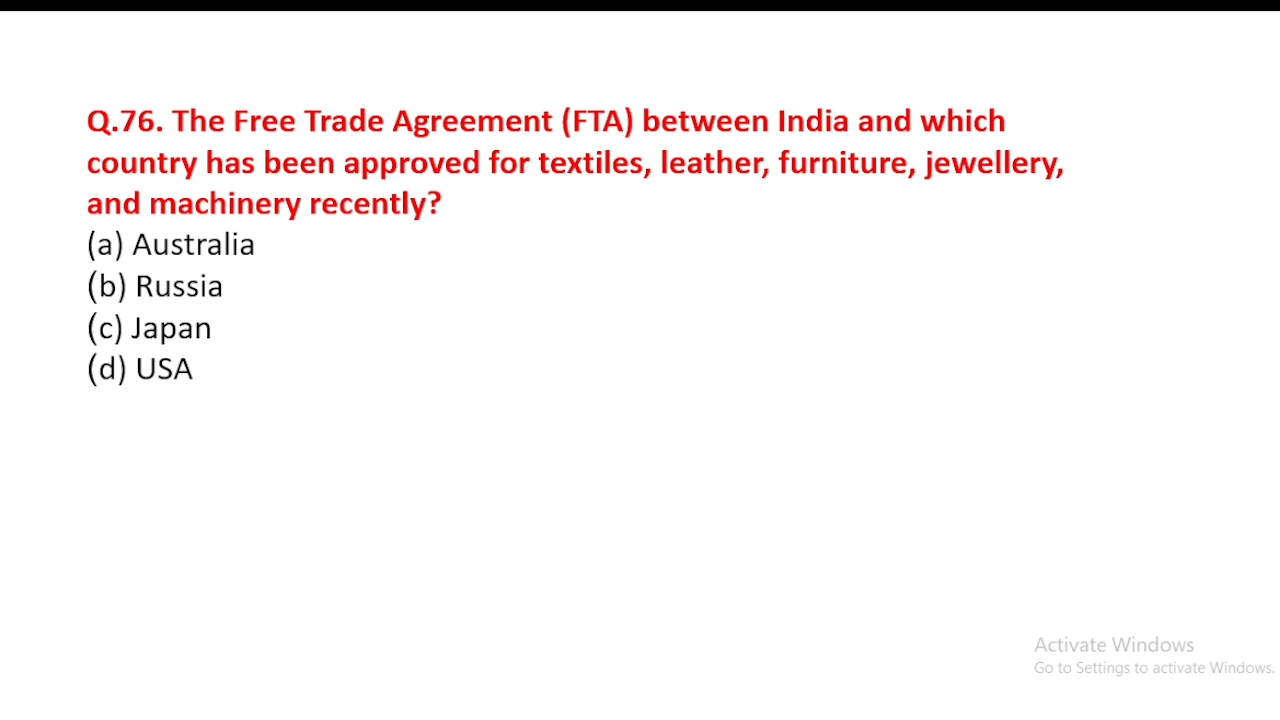 Q.76. The Free Trade Agreement (FTA) between India and which
country has been approved for textiles, leather, furniture, jewellery,
and machinery recently?
(a) Australia
(b) Russia
(c) Japan
(d) USA
Activate Windows
Go to Settings to activate Windows.